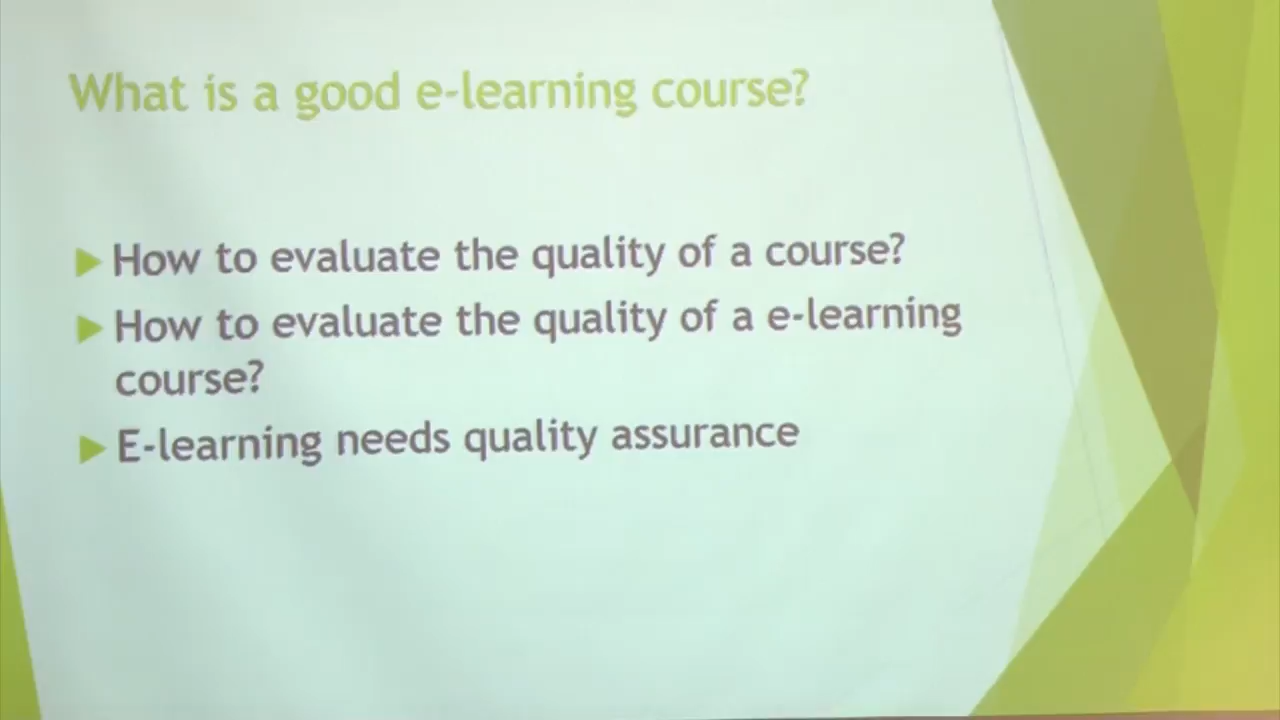 What is a good e-learning course?
How to evaluate the quality of a course?
How to evaluate the quality of a e-learning
course?
E-learning needs quality assurance